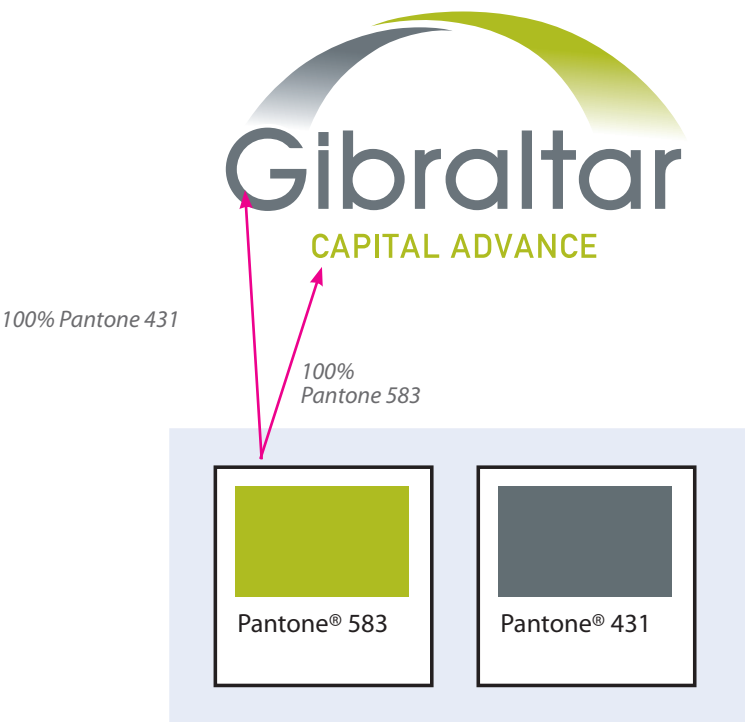 Gibraltar
CAPITAL ADVANCE
100% Pantone 431
100%
Pantone 583
Pantone® 583
Pantone® 431